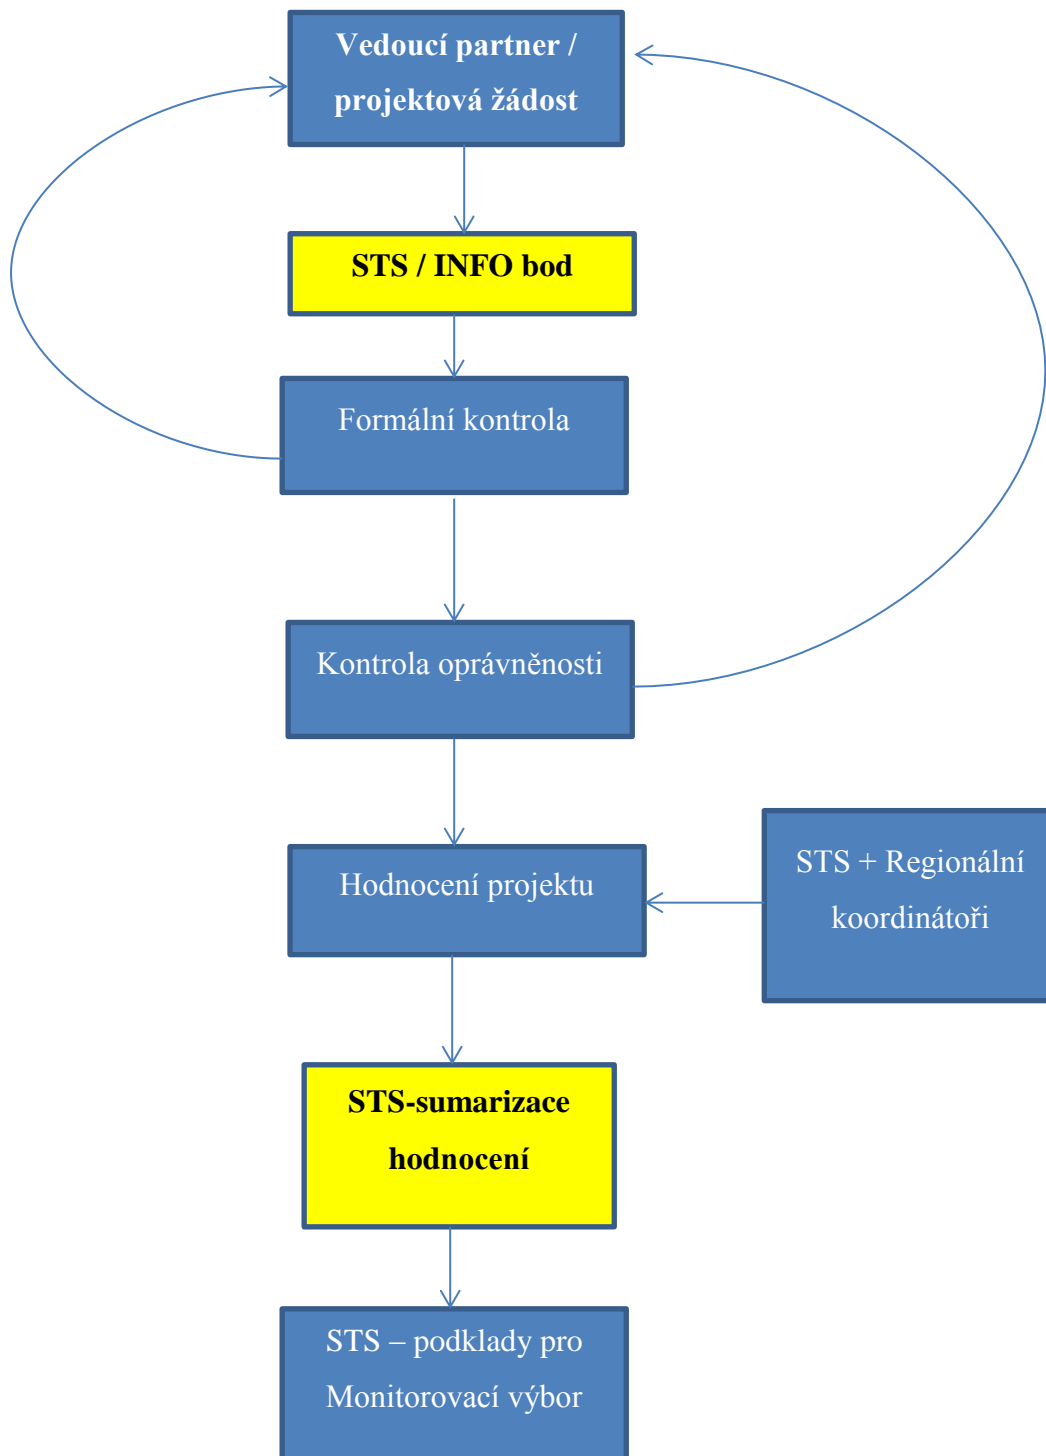 Vedoucí partner /
projektová žádost
STS / INFO bod
Formální kontrola
Kontrola oprávněnosti
Hodnocení projektu
STS + Regionální
koordinátoři
STS-sumarizace
hodnocení
STS – podklady pro
Monitorovací výbor